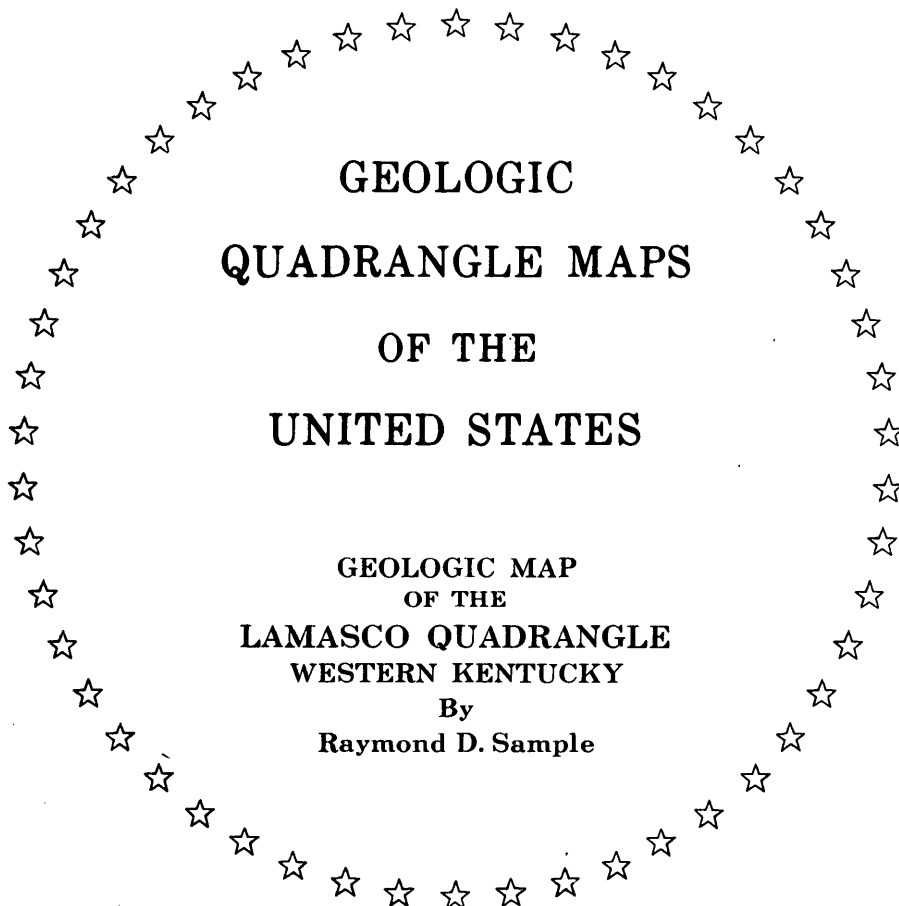 GEOLOGIC
QUADRANGLE MAPS
OF THE
UNITED STATES
GEOLOGIC MAP
OF THE
LAMASCO QUADRANGLE
WESTERN KENTUCKY
By
Raymond D. Sample